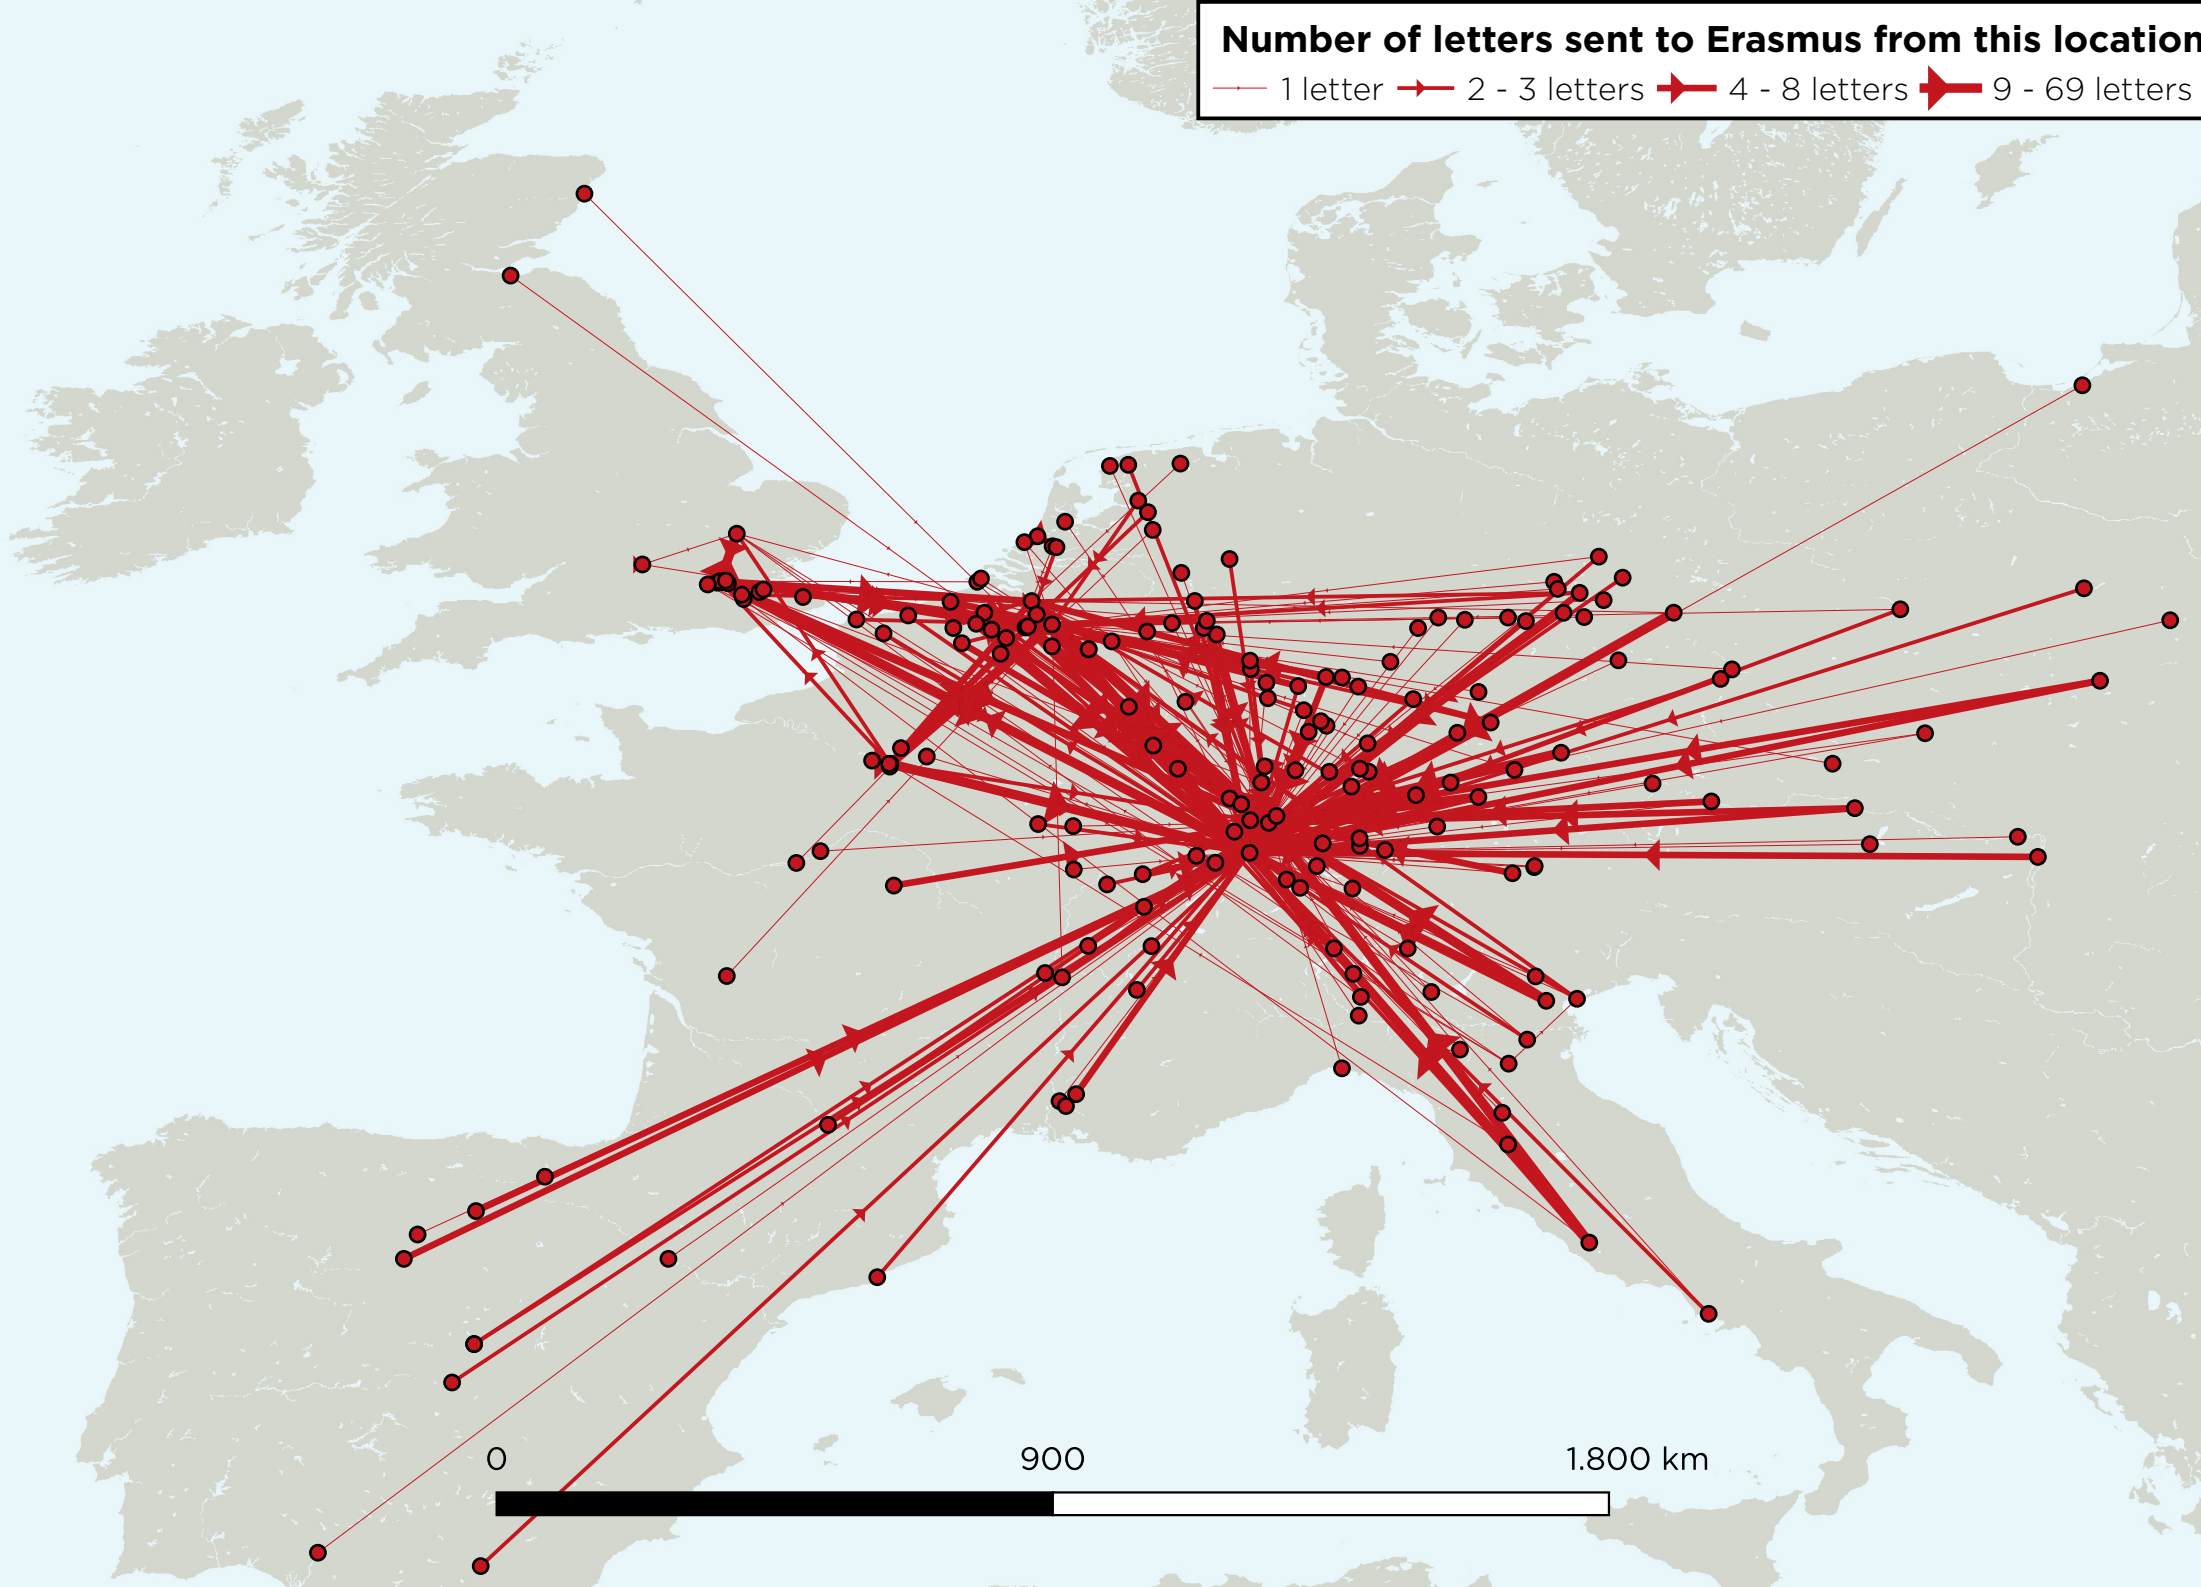 Number of letters sent to Erasmus from this location
1 letter 2 - 3 letters 4 - 8 letters 9 - 69 letters
0 900 1.800 km